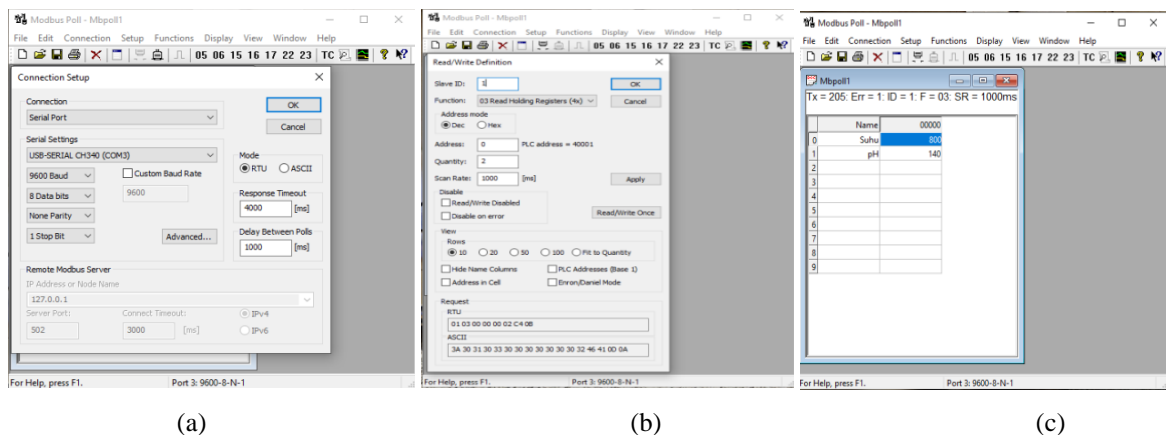 Modbus Poll - Mbpoll1
File Edit Connection Setup Functions Display View Window Help
05 06 15 16 17 22 23 TC
Connection Setup
Connection
Serial Port
OK
Cancel
Serial Settings
USB-SERIAL CH340 (COM3)
9600 Baud
Custom Baud Rate
9600
8 Data bits
None Parity
1 Stop Bit
Advanced...
Mode
RTU ASCII
Response Timeout
4000 [ms]
Delay Between Polls
1000 [ms]
Remote Modbus Server
IP Address or Node Name
127.0.0.1
Server Port: Connect Timeout:
502 3000 [ms]
IPv4
IPv6
For Help, press F1. Port 3: 9600-8-N-1
(a)
Modbus Poll - Mbpoll1
File Edit Connection Setup Functions Display View Window Help
05 06 15 16 17 22 23 TC
Read/Write Definition
Slave ID: 1 OK
Function: 03 Read Holding Registers (4x) Cancel
Address mode
Dec Hex
Address: 0 PLC address = 40001
Quantity: 2
Scan Rate: 1000 [ms] Apply
Disable
Read/Write Disabled
Disable on error
Read/Write Once
View
Rows
10 20 50 100 Fit to Quantity
Hide Name Columns PLC Addresses (Base 1)
Address in Cell Enron/Daniel Mode
Request
RTU
01 03 00 00 00 02 C4 0B
ASCII
3A 30 31 30 33 30 30 30 30 30 30 30 32 46 41 0D 0A
For Help, press F1. Port 3: 9600-8-N-1
(b)
Modbus Poll - Mbpoll1
File Edit Connection Setup Functions Display View Window Help
05 06 15 16 17 22 23 TC
Mbpoll1
Tx = 205: Err = 1: ID = 1: F = 03: SR = 1000ms
Name 00000
0 Suhu 800
1 pH 140
2
3
4
5
6
7
8
9
For Help, press F1. Port 3: 9600-8-N-1
(c)